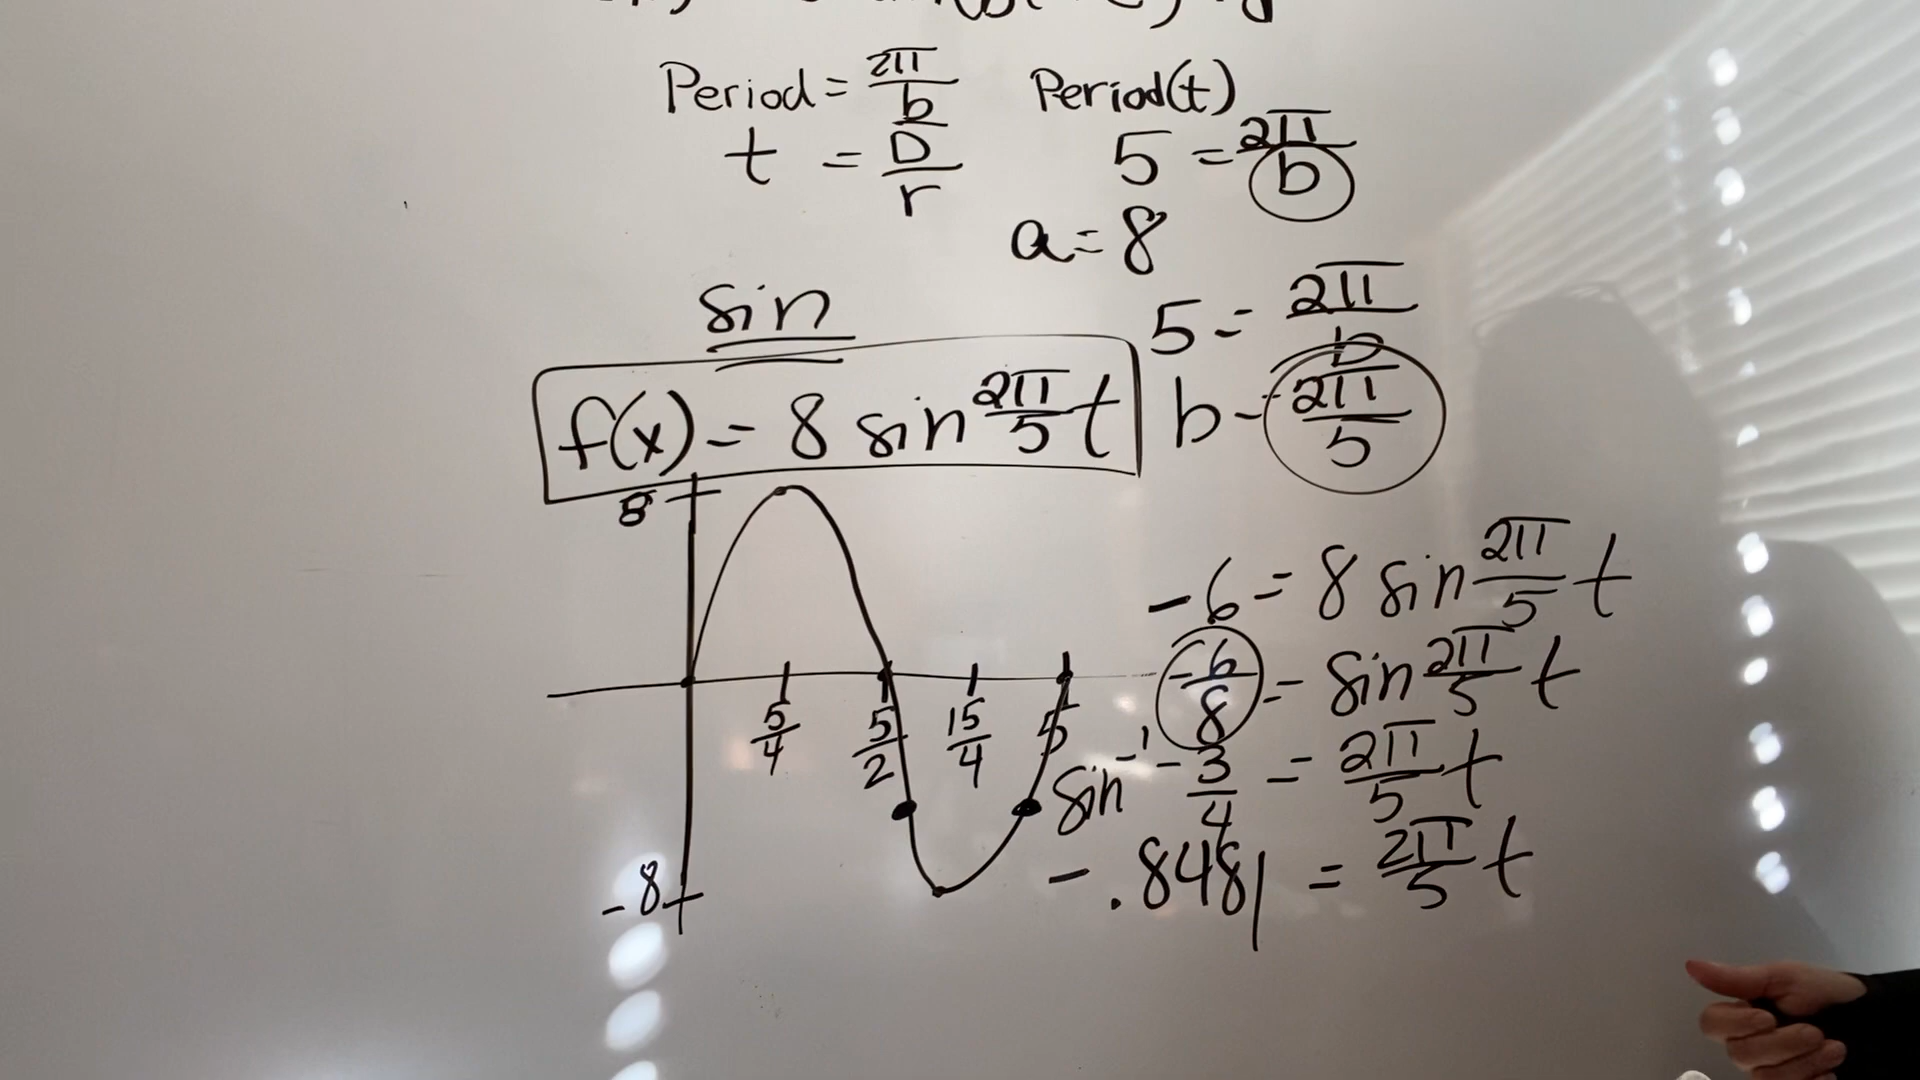 Period = 2π/b
t = D/r
Period(t)
5 = 2π/b
a = 8
5 = 2π/b
b = 2π/5
sin
f(x) = 8 sin 2π/5 t
8
5/4
5/2
15/4
5
-8
-6 = 8 sin 2π/5 t
-6/8 = sin 2π/5 t
sin⁻¹ -3/4 = 2π/5 t
-.8481 = 2π/5 t